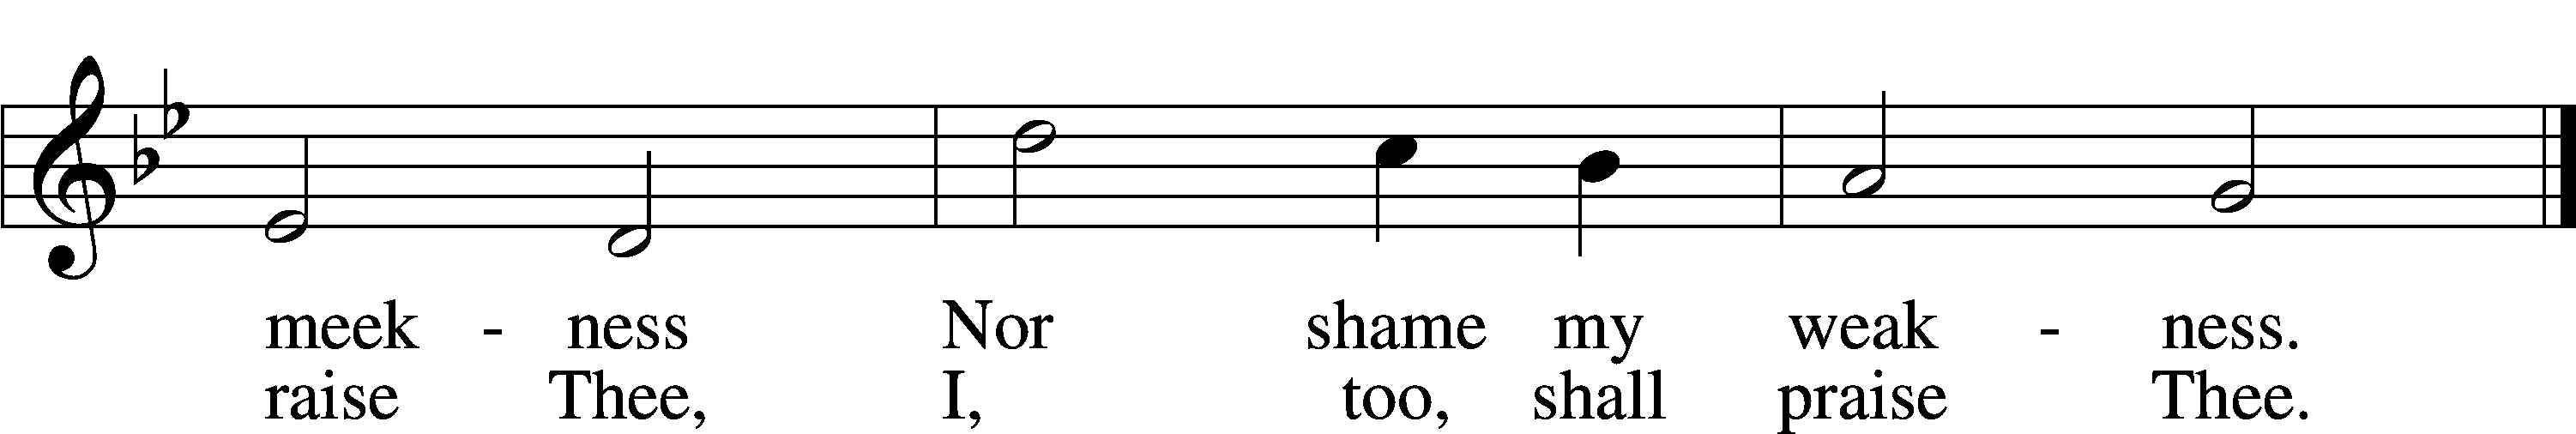 meek - ness Nor shame my weak - ness.
raise Thee, I, too, shall praise Thee.